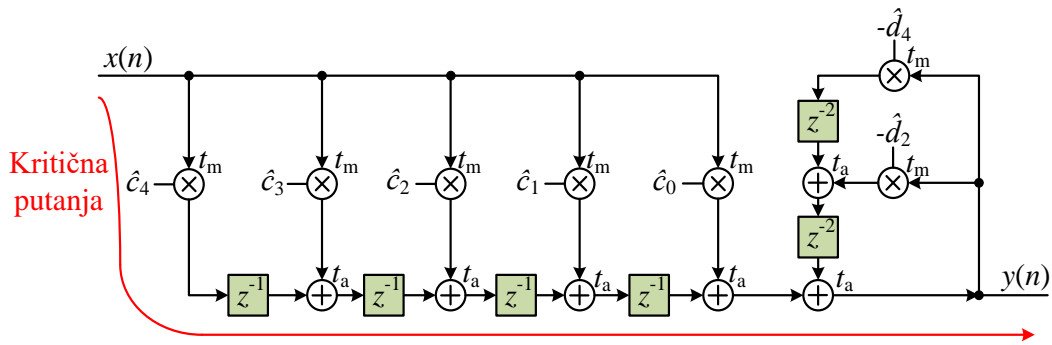 -d̂₄
x(n)
tₘ
z⁻²
Kritična
putanja
-d̂₂
tₘ tₘ tₘ tₘ tₘ
ĉ₄ ĉ₃ ĉ₂ ĉ₁ ĉ₀
tₐ tₘ
z⁻²
z⁻¹ tₐ z⁻¹ tₐ z⁻¹ tₐ z⁻¹ tₐ tₐ
y(n)